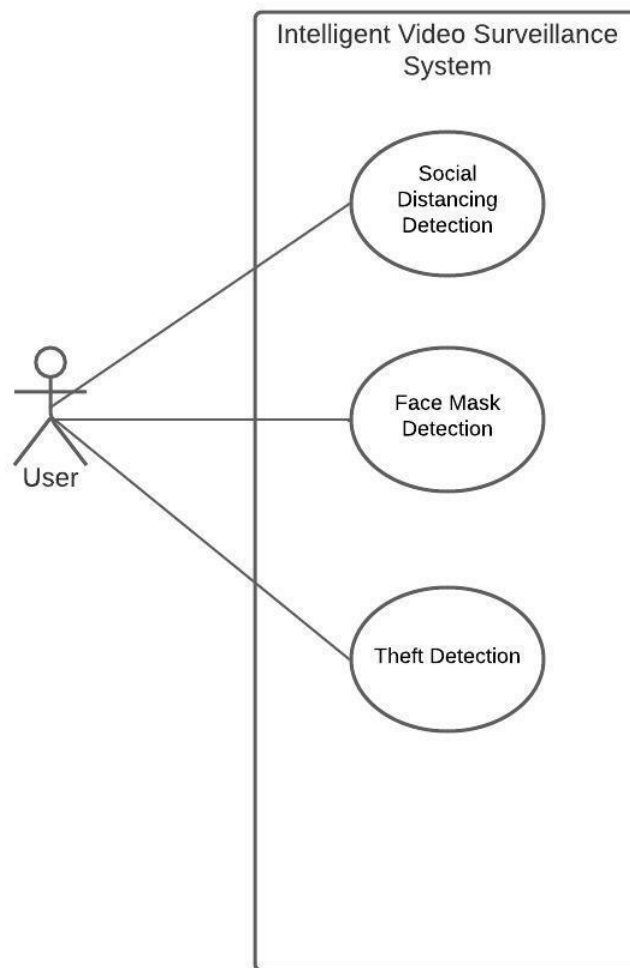 Intelligent Video Surveillance
System
Social
Distancing
Detection
Face Mask
Detection
User
Theft Detection